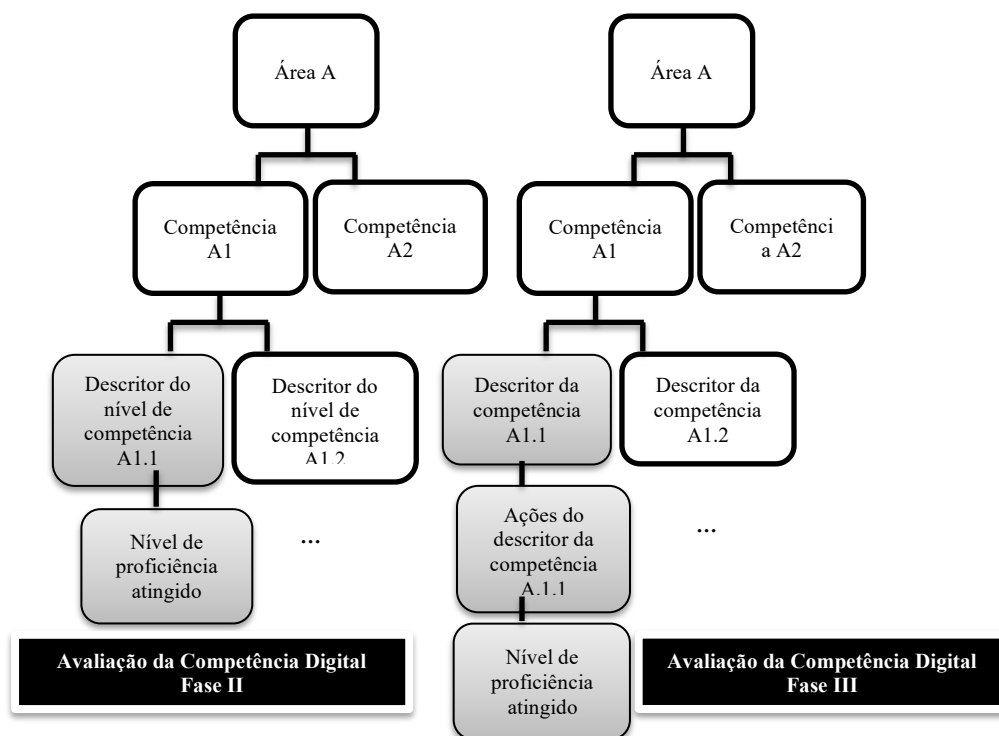 Área A
Competência
A1
Competência
A2
Descritor do
nível de
competência
A1.1
Descritor do
nível de
competência
A1.2
Nível de
proficiência
atingido
...
Avaliação da Competência Digital
Fase II
Área A
Competência
A1
Competênci
a A2
Descritor da
competência
A1.1
Descritor da
competência
A1.2
Ações do
descritor da
competência
A.1.1
...
Nível de
proficiência
atingido
Avaliação da Competência Digital
Fase III